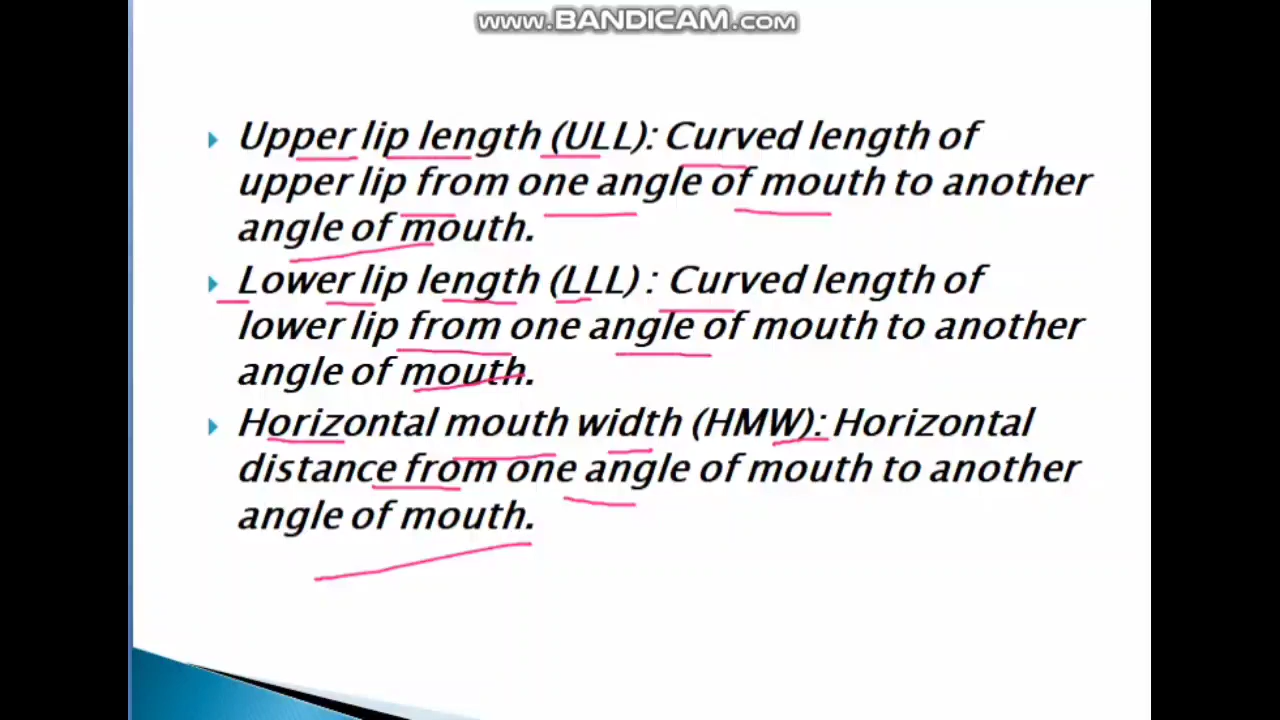 www.BANDICAM.com
Upper lip length (ULL): Curved length of
upper lip from one angle of mouth to another
angle of mouth.
Lower lip length (LLL) : Curved length of
lower lip from one angle of mouth to another
angle of mouth.
Horizontal mouth width (HMW): Horizontal
distance from one angle of mouth to another
angle of mouth.